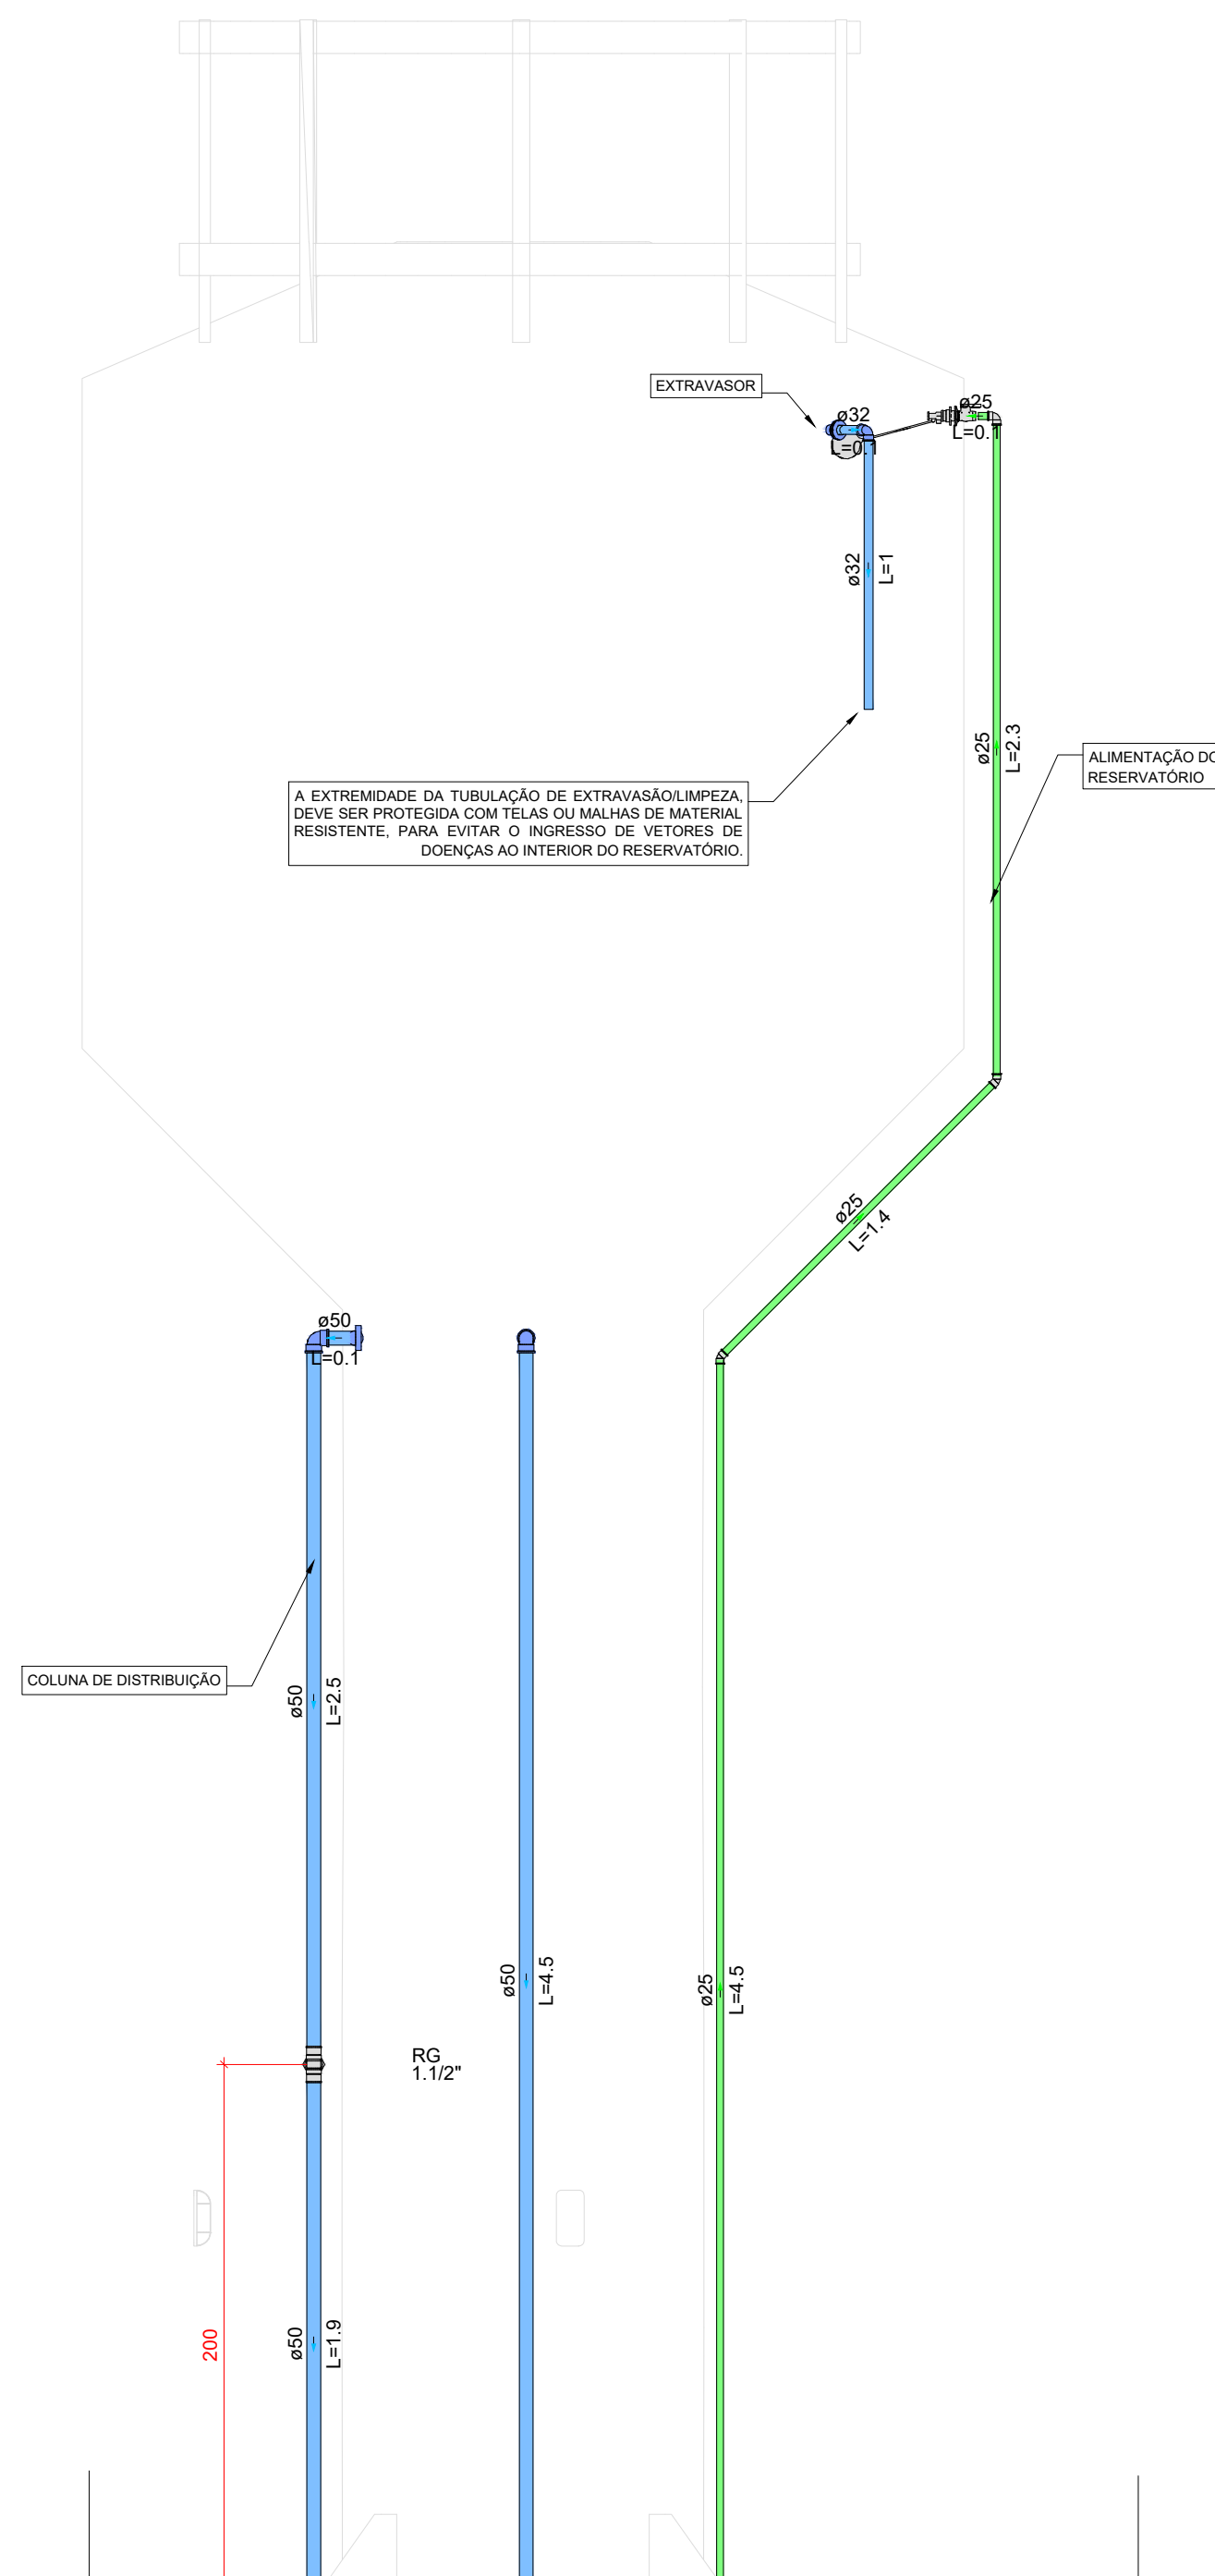 EXTRAVASOR
ø32
L=0.1
ø25
L=0.1
ø32
L=1
ø25
L=2.3
ALIMENTAÇÃO DO
RESERVATÓRIO
A EXTREMIDADE DA TUBULAÇÃO DE EXTRAVASÃO/LIMPEZA,
DEVE SER PROTEGIDA COM TELAS OU MALHAS DE MATERIAL
RESISTENTE, PARA EVITAR O INGRESSO DE VETORES DE
DOENÇAS AO INTERIOR DO RESERVATÓRIO.
ø25
L=1.4
ø50
L=0.1
COLUNA DE DISTRIBUIÇÃO
ø50
L=2.5
ø50
L=4.5
ø25
L=4.5
RG
1.1/2"
200
ø50
L=1.9